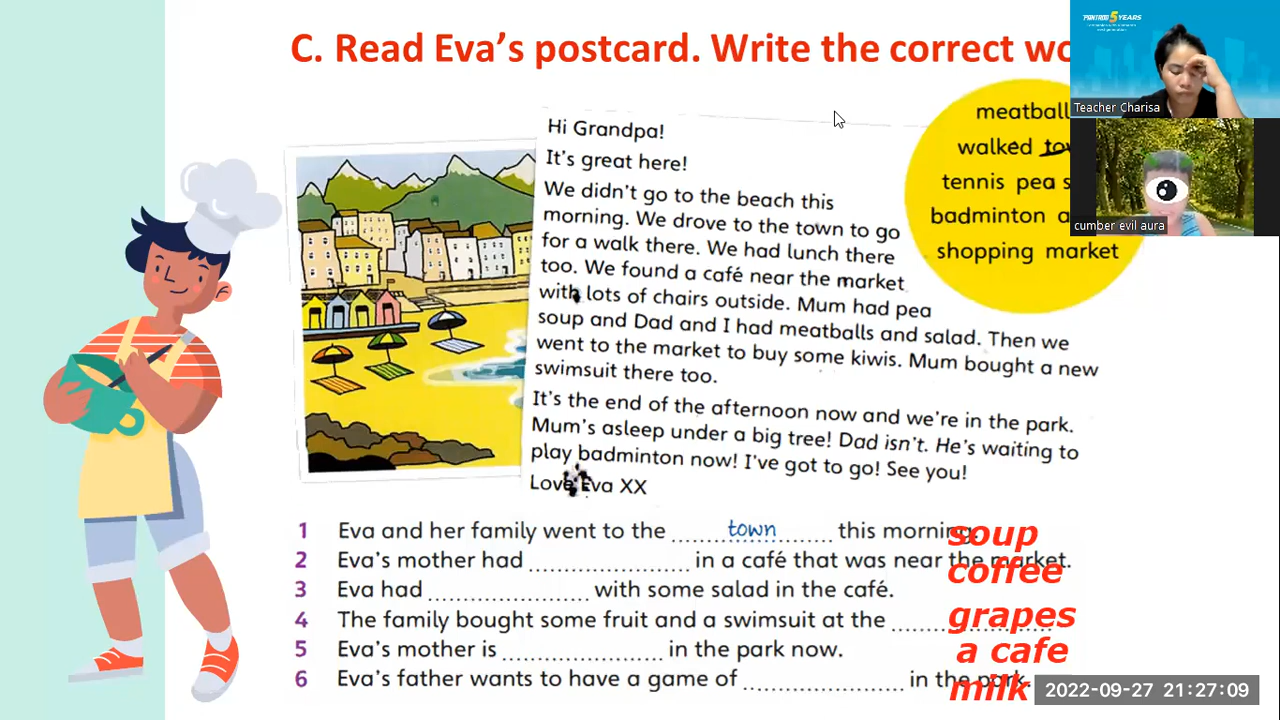 C. Read Eva's postcard. Write the correct
PANTROO 5 YEARS
Teacher Charisa
cumber evil aura
meatball
walked
tennis pea
badminton
shopping market
Hi Grandpa!
It's great here!
We didn't go to the beach this
morning. We drove to the town to go
for a walk there. We had lunch there
too. We found a café near the market
with lots of chairs outside. Mum had pea
soup and Dad and I had meatballs and salad. Then we
went to the market to buy some kiwis. Mum bought a new
swimsuit there too.
It's the end of the afternoon now and we're in the park.
Mum's asleep under a big tree! Dad isn't. He's waiting to
play badminton now! I've got to go! See you!
Love Eva XX
1 Eva and her family went to the town this morning.
2 Eva's mother had ........................ in a café that was near the market.
3 Eva had ........................ with some salad in the café.
4 The family bought some fruit and a swimsuit at the ........................
5 Eva's mother is ........................ in the park now.
6 Eva's father wants to have a game of ........................ in the park.
soup
coffee
grapes
a cafe
milk
2022-09-27 21:27:09